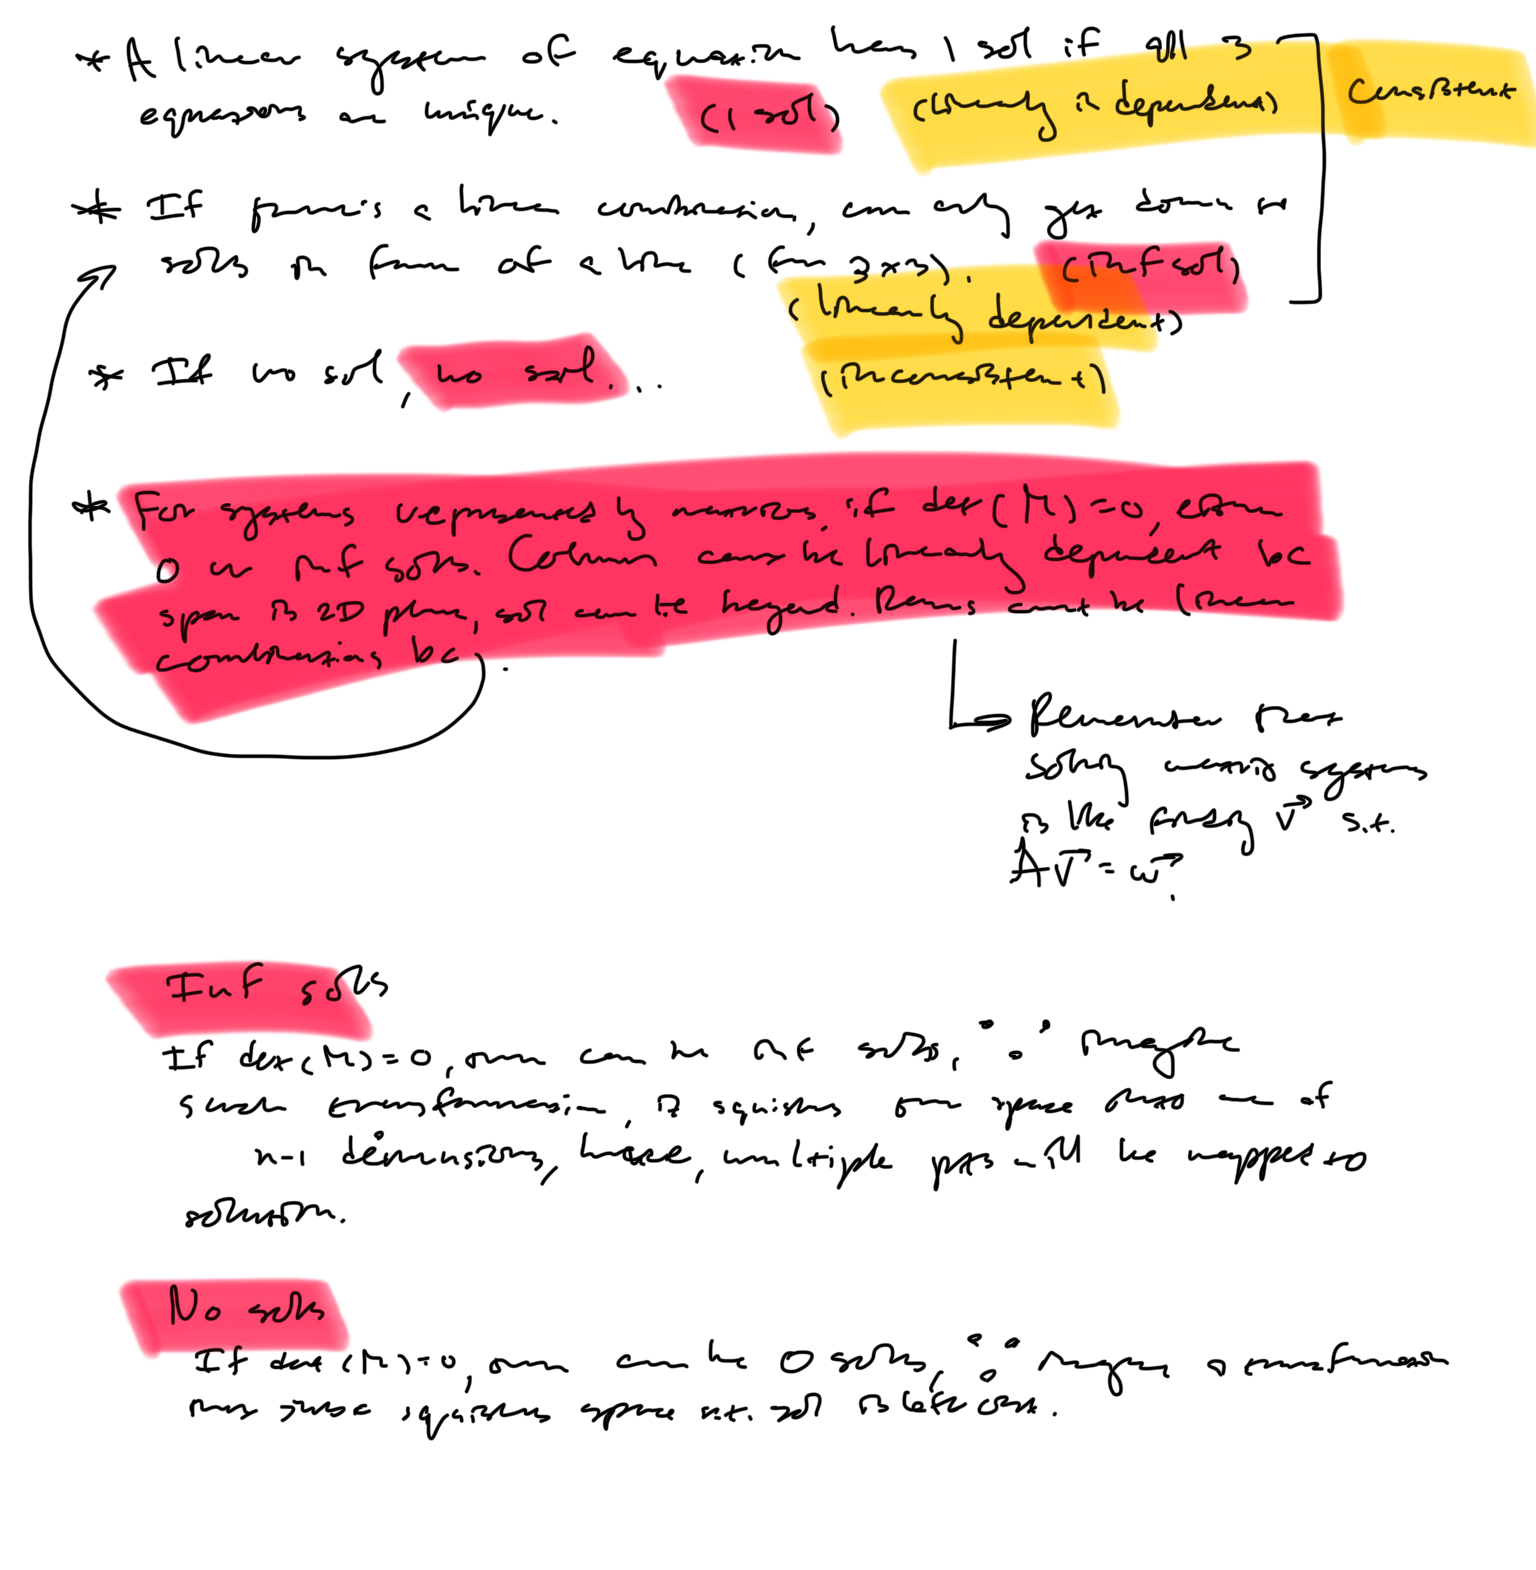 * A linear system of equation has 1 sol if all 3
equations are unique. (1 sol) (linearly independent) Consistent
* If there is a linear combination, can only get down to
sols in form of a line (for 3x3). (inf sol)
(linearly dependent)
* If no sol, no sol... (inconsistent)
* For systems represented by matrices, if det(M)=0, either
0 or inf sols. Column can't be linearly dependent bc
span is 2D plane, sol can be beyond. Rows can't be linear
combinations bc.
→ Remember that
solving matrix systems
is like finding v⃗ s.t.
Av⃗ = w⃗.
Inf sols
If det(M)=0, there can be inf sols, ∵ imagine
such transformation, it squishes our space into one of
n-1 dimensions, hence, multiple pts will be mapped to
solution.
No sols
If det(M)=0, there can be 0 sols, ∵ imagine a transformation
squishes space s.t. sol is left out.